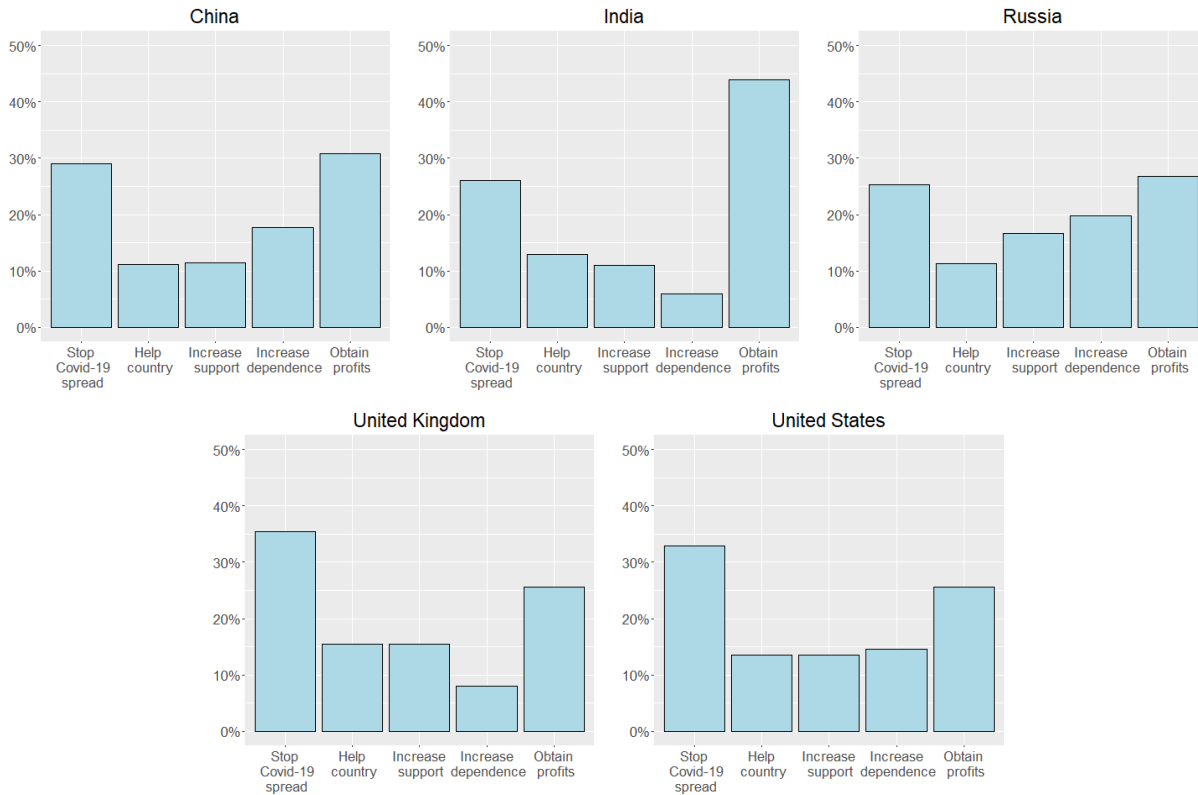 China
50%
40%
30%
20%
10%
0%
Stop Covid-19 spread
Help country
Increase support
Increase dependence
Obtain profits
India
50%
40%
30%
20%
10%
0%
Stop Covid-19 spread
Help country
Increase support
Increase dependence
Obtain profits
Russia
50%
40%
30%
20%
10%
0%
Stop Covid-19 spread
Help country
Increase support
Increase dependence
Obtain profits
United Kingdom
50%
40%
30%
20%
10%
0%
Stop Covid-19 spread
Help country
Increase support
Increase dependence
Obtain profits
United States
50%
40%
30%
20%
10%
0%
Stop Covid-19 spread
Help country
Increase support
Increase dependence
Obtain profits